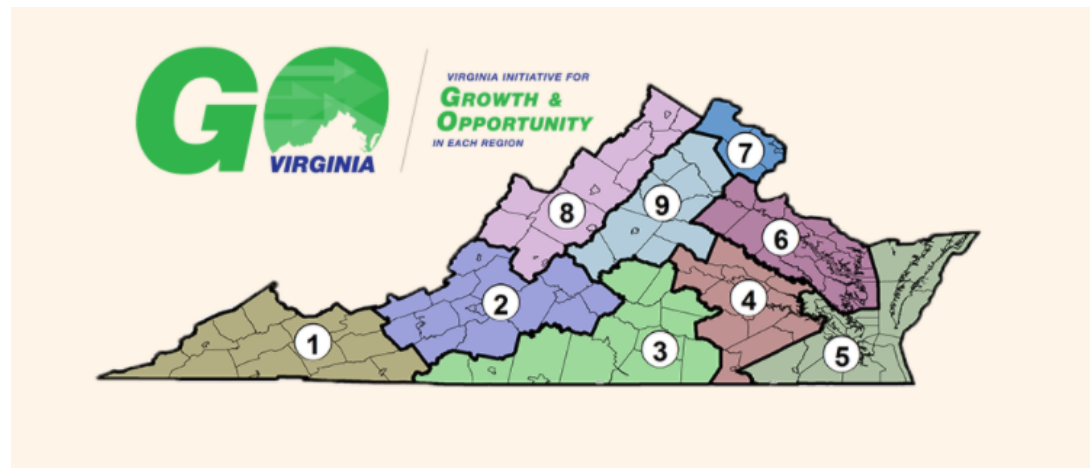 GO
VIRGINIA
VIRGINIA INITIATIVE FOR
GROWTH &
OPPORTUNITY
IN EACH REGION
7
8
9
6
2
4
1
3
5